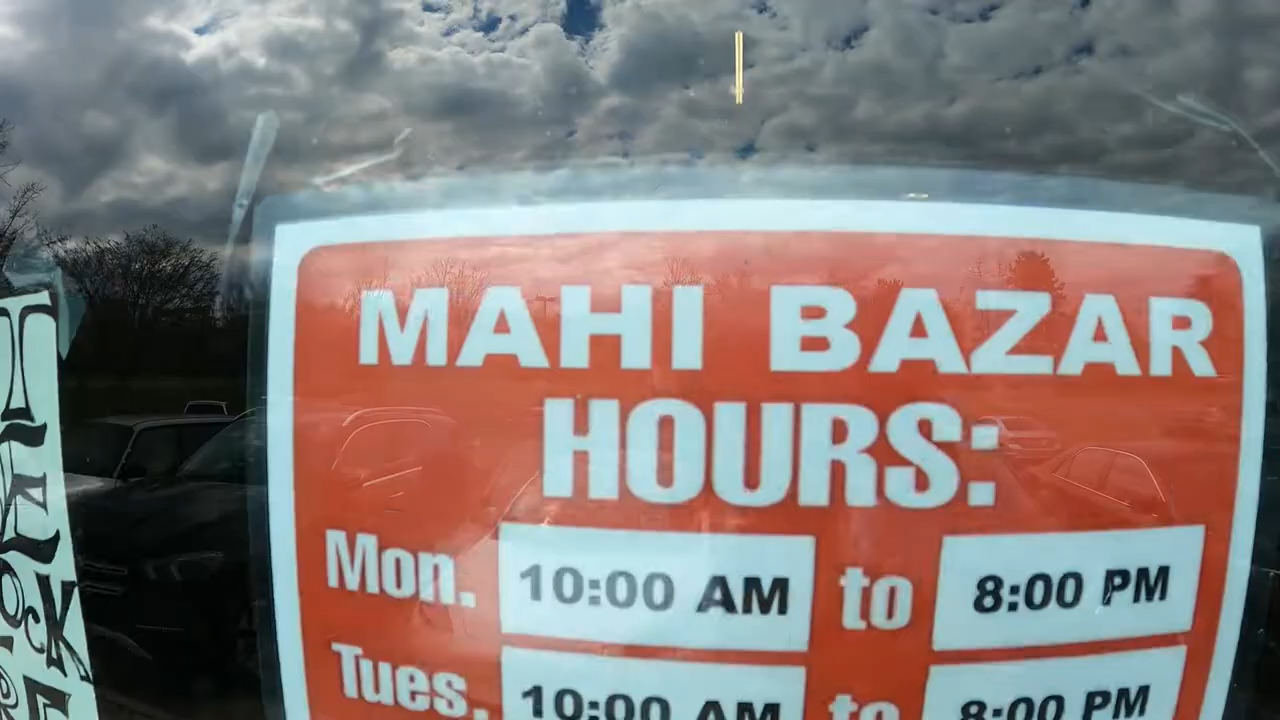 MAHI BAZAR
HOURS:
Mon. 10:00 AM to 8:00 PM
Tues. 10:00 AM to 8:00 PM